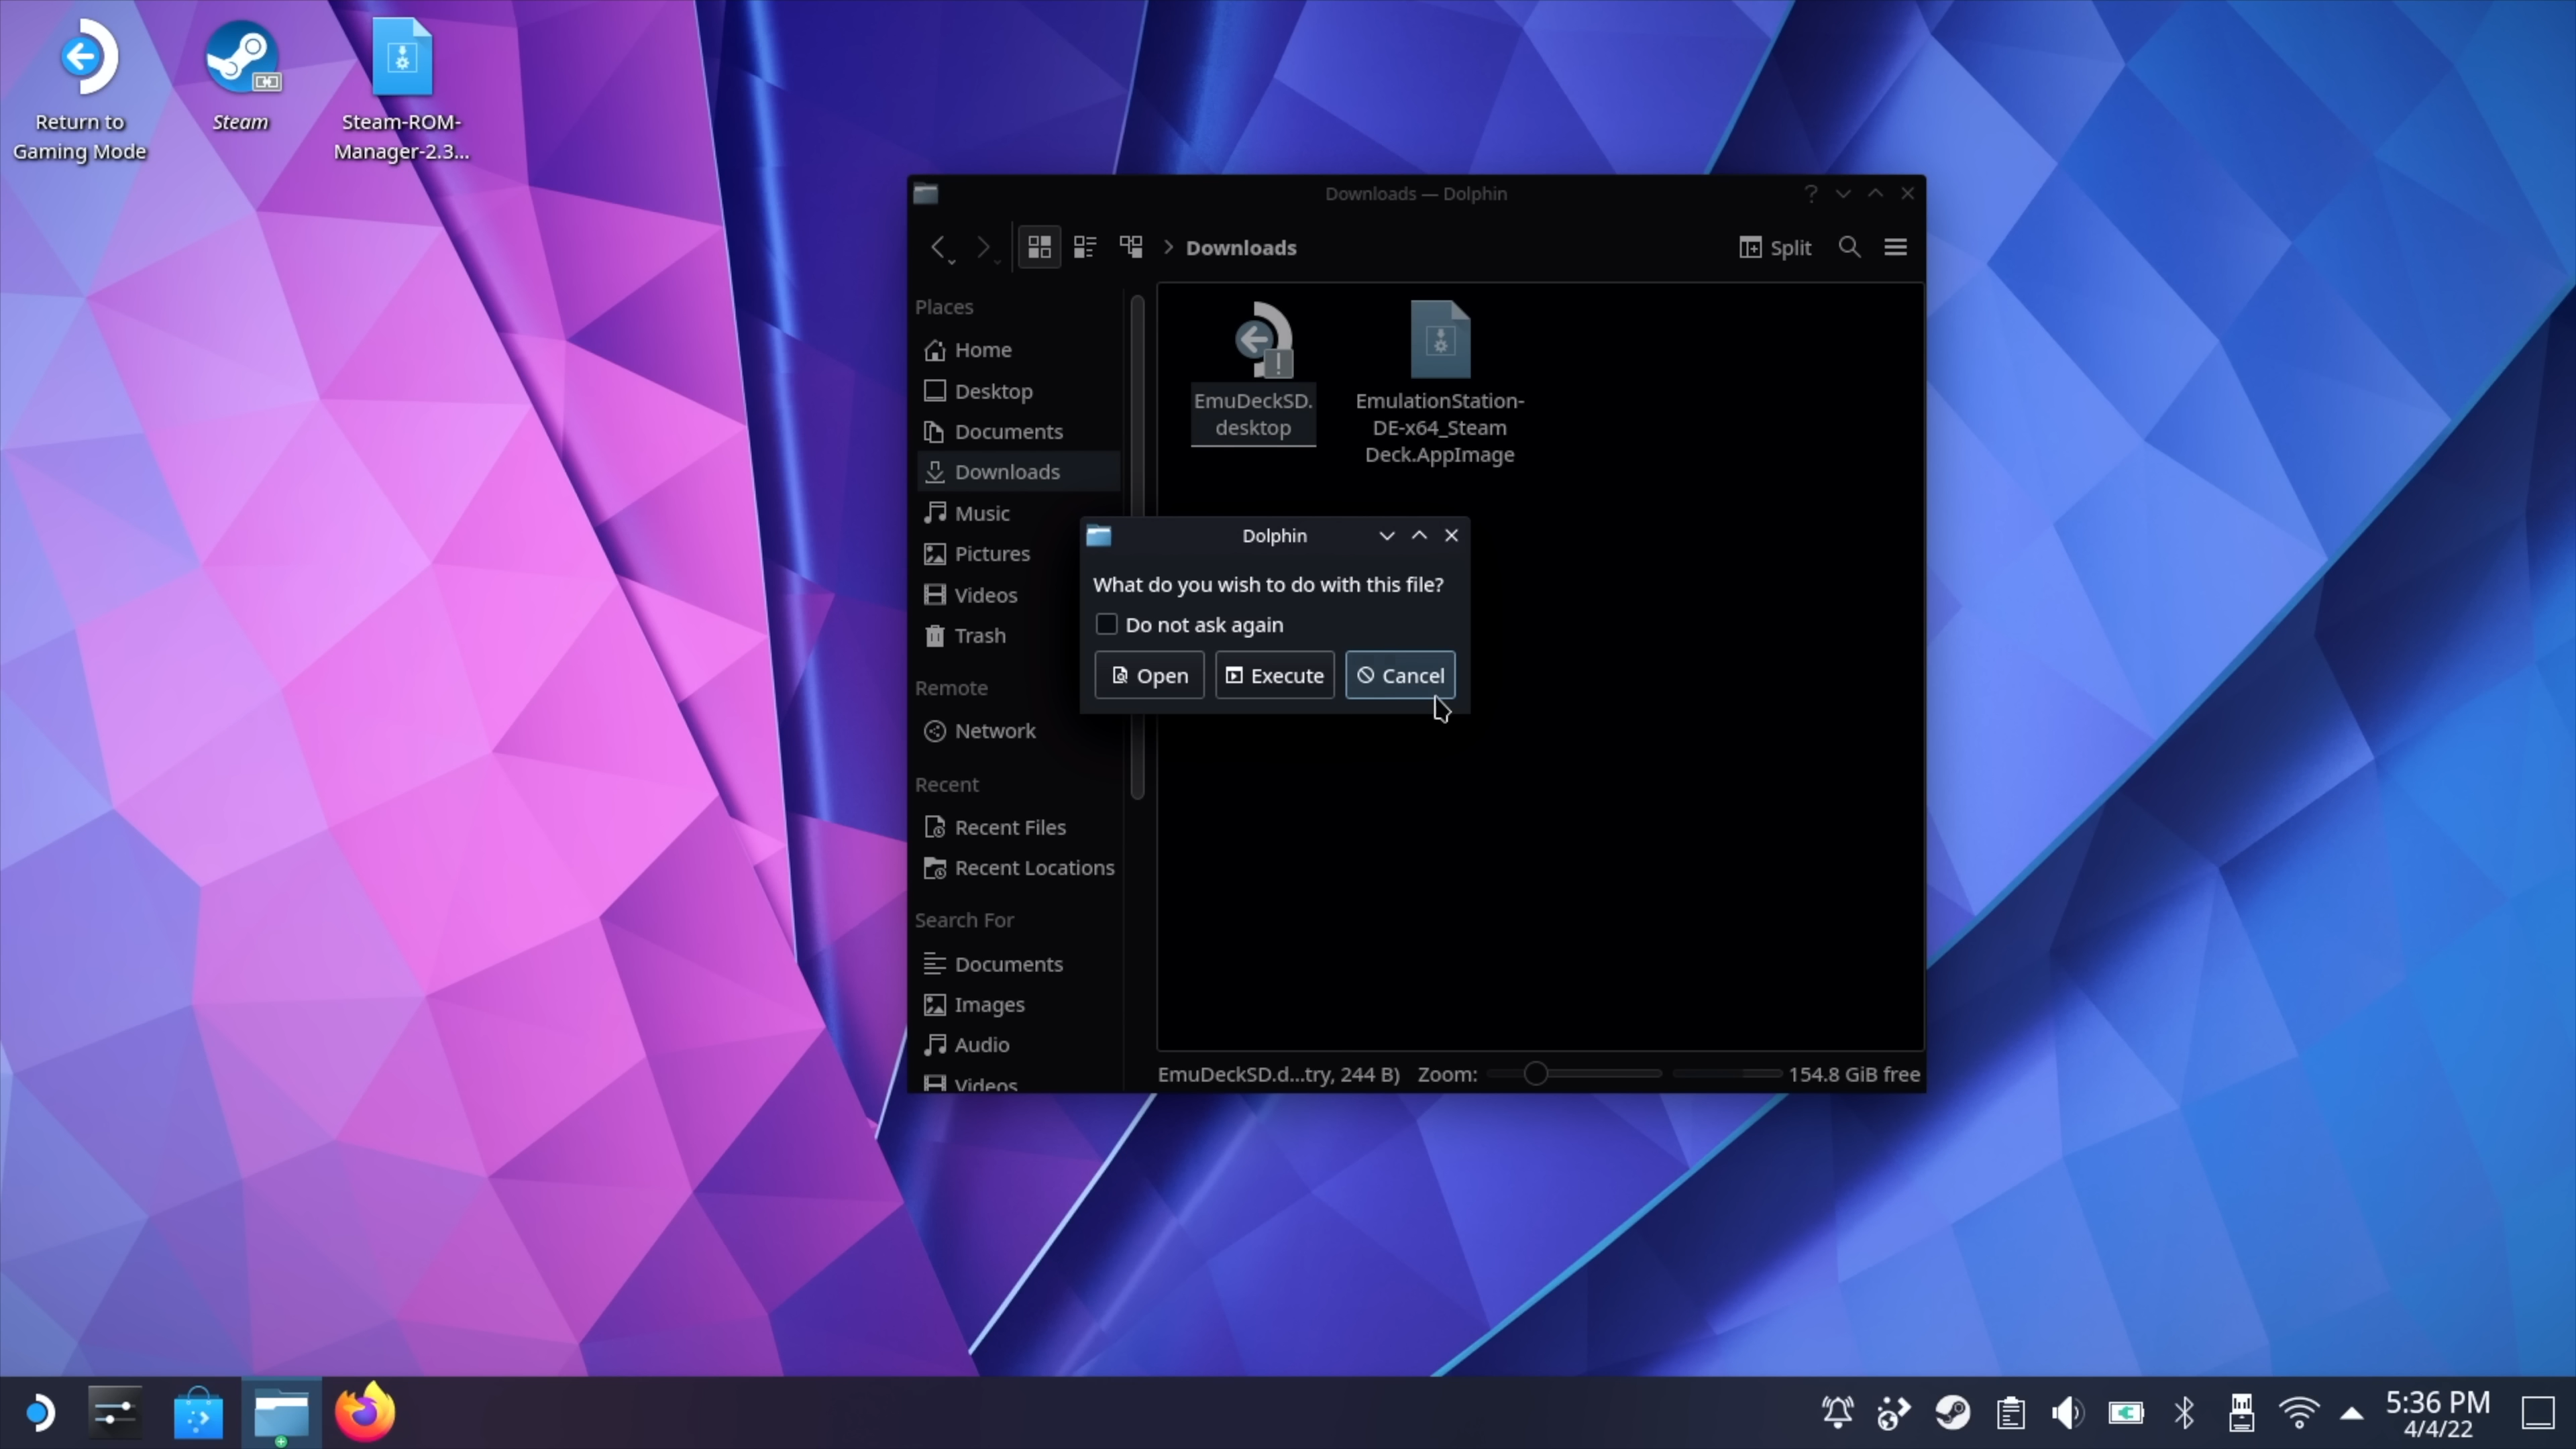 Return to
Gaming Mode
Steam
Steam-ROM-
Manager-2.3...
Downloads — Dolphin
Downloads
Split
Places
Home
Desktop
Documents
Downloads
Music
Pictures
Videos
Trash
Remote
Network
Recent
Recent Files
Recent Locations
Search For
Documents
Images
Audio
Videos
EmuDeckSD.
desktop
EmulationStation-
DE-x64_Steam
Deck.AppImage
Dolphin
What do you wish to do with this file?
Do not ask again
Open
Execute
Cancel
EmuDeckSD.d...try, 244 B)
Zoom:
154.8 GiB free
5:36 PM
4/4/22